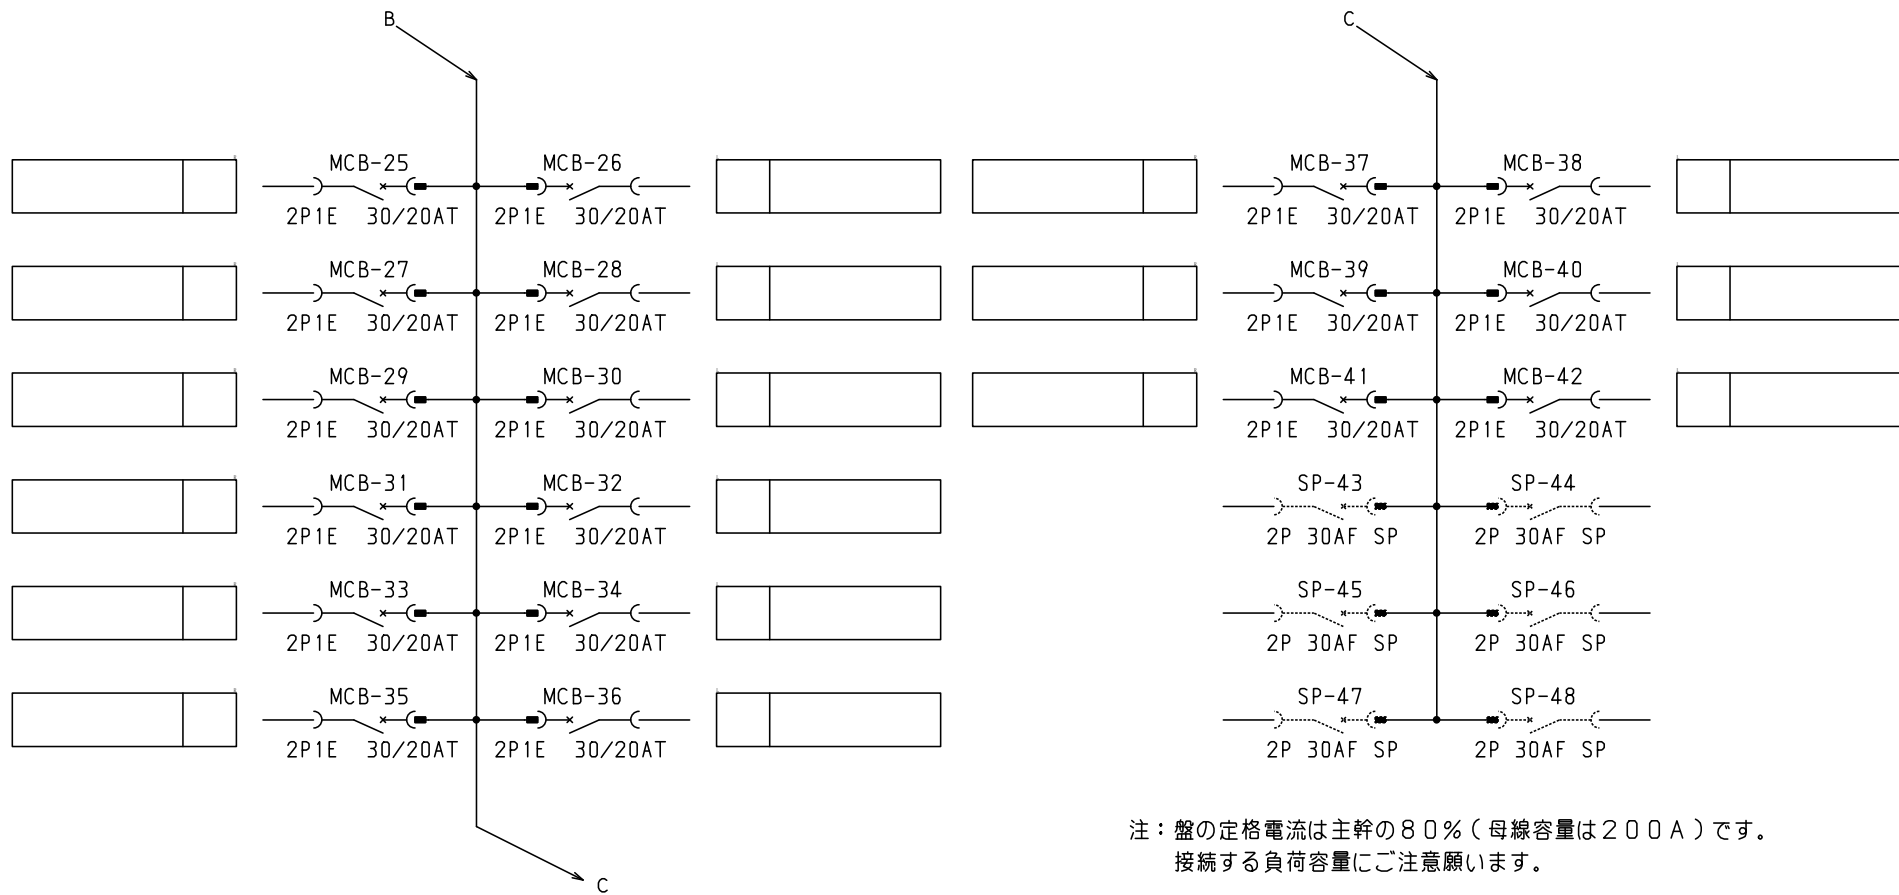 B
MCB-25 MCB-26
2P1E 30/20AT 2P1E 30/20AT
MCB-27 MCB-28
2P1E 30/20AT 2P1E 30/20AT
MCB-29 MCB-30
2P1E 30/20AT 2P1E 30/20AT
MCB-31 MCB-32
2P1E 30/20AT 2P1E 30/20AT
MCB-33 MCB-34
2P1E 30/20AT 2P1E 30/20AT
MCB-35 MCB-36
2P1E 30/20AT 2P1E 30/20AT
C
C
MCB-37 MCB-38
2P1E 30/20AT 2P1E 30/20AT
MCB-39 MCB-40
2P1E 30/20AT 2P1E 30/20AT
MCB-41 MCB-42
2P1E 30/20AT 2P1E 30/20AT
SP-43 SP-44
2P 30AF SP 2P 30AF SP
SP-45 SP-46
2P 30AF SP 2P 30AF SP
SP-47 SP-48
2P 30AF SP 2P 30AF SP
注：盤の定格電流は主幹の８０％（母線容量は２００Ａ）です。
接続する負荷容量にご注意願います。